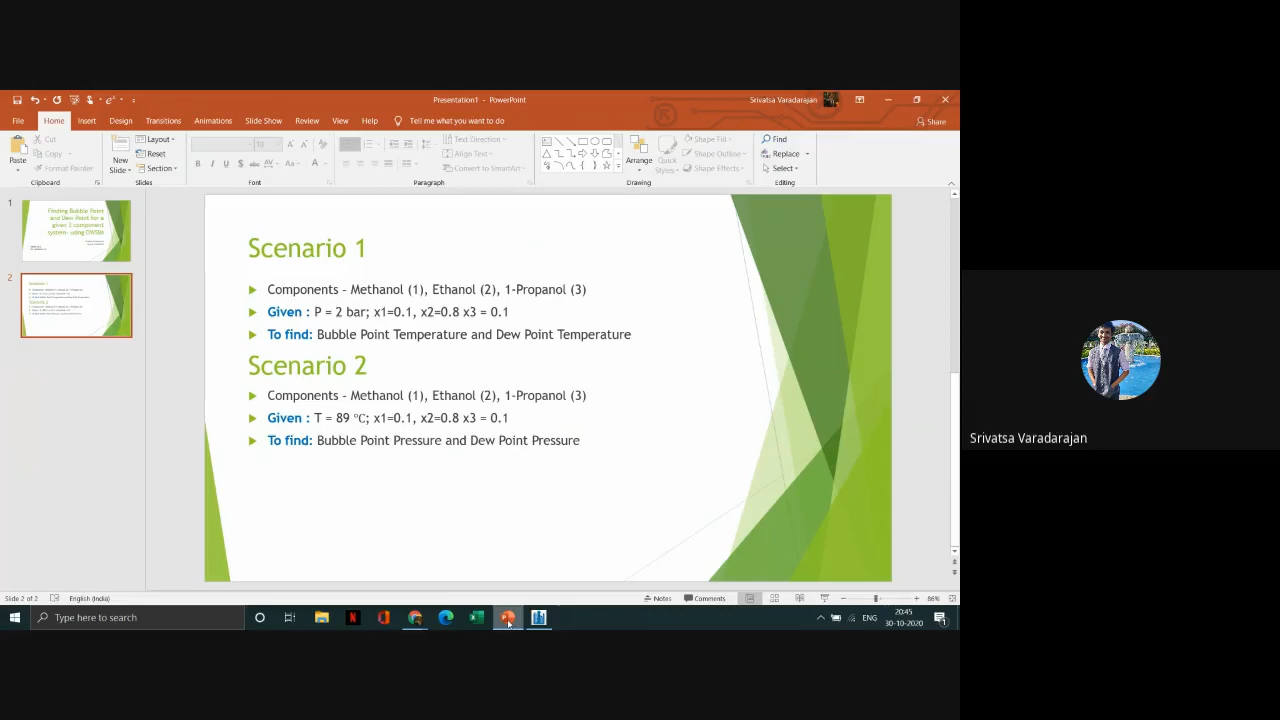 Presentation1 - PowerPoint
Srivatsa Varadarajan
File Home Insert Design Transitions Animations Slide Show Review View Help Tell me what you want to do
Share
Paste
Cut
Copy
Format Painter
Clipboard
New Slide
Layout
Reset
Section
Slides
18
Font
Text Direction
Align Text
Convert to SmartArt
Paragraph
Arrange
Quick Styles
Shape Fill
Shape Outline
Shape Effects
Drawing
Find
Replace
Select
Editing
1
Finding Bubble Point
and Dew Point for a
given 3 component
system- using DWSIM
2
Scenario 1
Components – Methanol (1), Ethanol (2), 1-Propanol (3)
Given : P = 2 bar; x1=0.1, x2=0.8 x3 = 0.1
To find: Bubble Point Temperature and Dew Point Temperature
Scenario 2
Components – Methanol (1), Ethanol (2), 1-Propanol (3)
Given : T = 89 °C; x1=0.1, x2=0.8 x3 = 0.1
To find: Bubble Point Pressure and Dew Point Pressure
Srivatsa Varadarajan
Slide 2 of 2 English (India)
Notes Comments 86%
Type here to search
ENG
20:45
30-10-2020